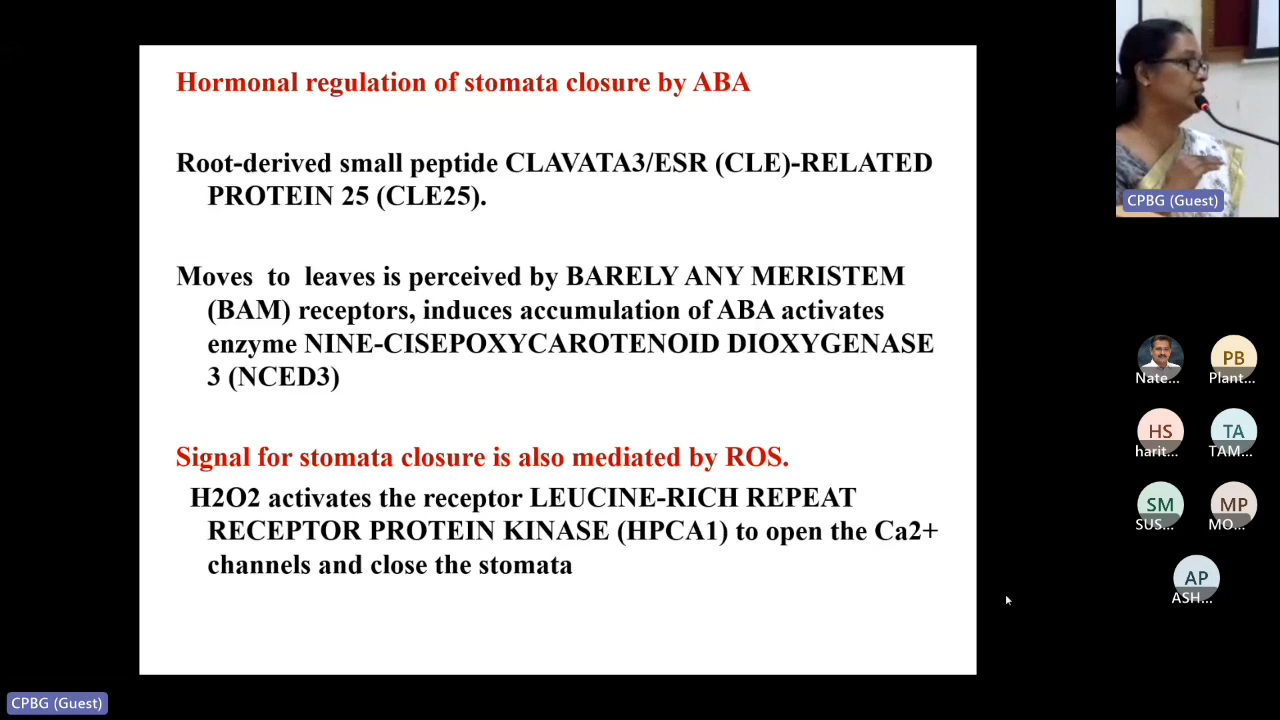 Hormonal regulation of stomata closure by ABA
Root-derived small peptide CLAVATA3/ESR (CLE)-RELATED
PROTEIN 25 (CLE25).
Moves to leaves is perceived by BARELY ANY MERISTEM
(BAM) receptors, induces accumulation of ABA activates
enzyme NINE-CISEPOXYCAROTENOID DIOXYGENASE
3 (NCED3)
Signal for stomata closure is also mediated by ROS.
H2O2 activates the receptor LEUCINE-RICH REPEAT
RECEPTOR PROTEIN KINASE (HPCA1) to open the Ca2+
channels and close the stomata
CPBG (Guest)
PB
Nate...
Plant...
HS
TA
harit...
TAM...
SM
MP
SUS...
MO...
AP
ASH...
CPBG (Guest)